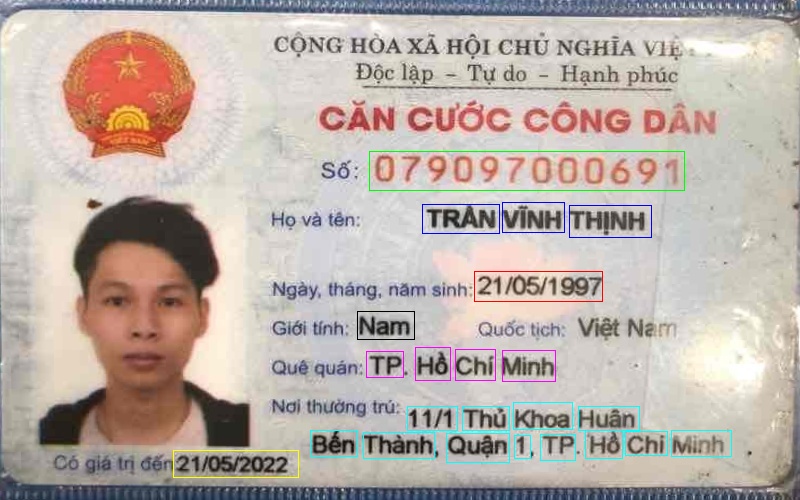 CỘNG HÒA XÃ HỘI CHỦ NGHĨA
Độc lập - Tự do - Hạnh phúc
CĂN CƯỚC CÔNG DÂN
Số: 079097000691
Họ và tên: TRẦN VĨNH THỊNH
Ngày, tháng, năm sinh: 21/05/1997
Giới tính: Nam Quốc tịch: Việt Nam
Quê quán: TP. Hồ Chí Minh
Nơi thường trú: 11/1 Thủ Khoa Huân
Bến Thành, Quận 1, TP. Hồ Chí Minh
Có giá trị đến 21/05/2022